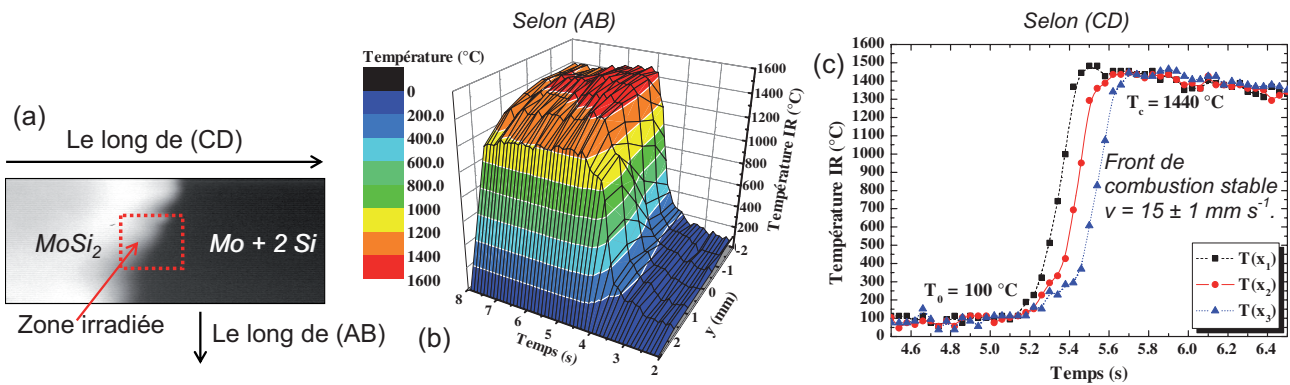 (a)
Le long de (CD)
MoSi₂
Mo + 2 Si
Zone irradiée
Le long de (AB)
Selon (AB)
Température (°C)
0
200.0
400.0
600.0
800.0
1000
1200
1400
1600
(b)
8
7
6
5
4
3
2
Temps (s)
-2
-1
0
1
2
y (mm)
1600
1400
1200
1000
800
600
400
200
Température IR (°C)
Selon (CD)
(c)
1600
1500
1400
1300
1200
1100
1000
900
800
700
600
500
400
300
200
100
0
Température IR (°C)
T_c = 1440 °C
Front de
combustion stable
v = 15 ± 1 mm s⁻¹.
T₀ = 100 °C
T(x₁)
T(x₂)
T(x₃)
4.6 4.8 5.0 5.2 5.4 5.6 5.8 6.0 6.2 6.4
Temps (s)